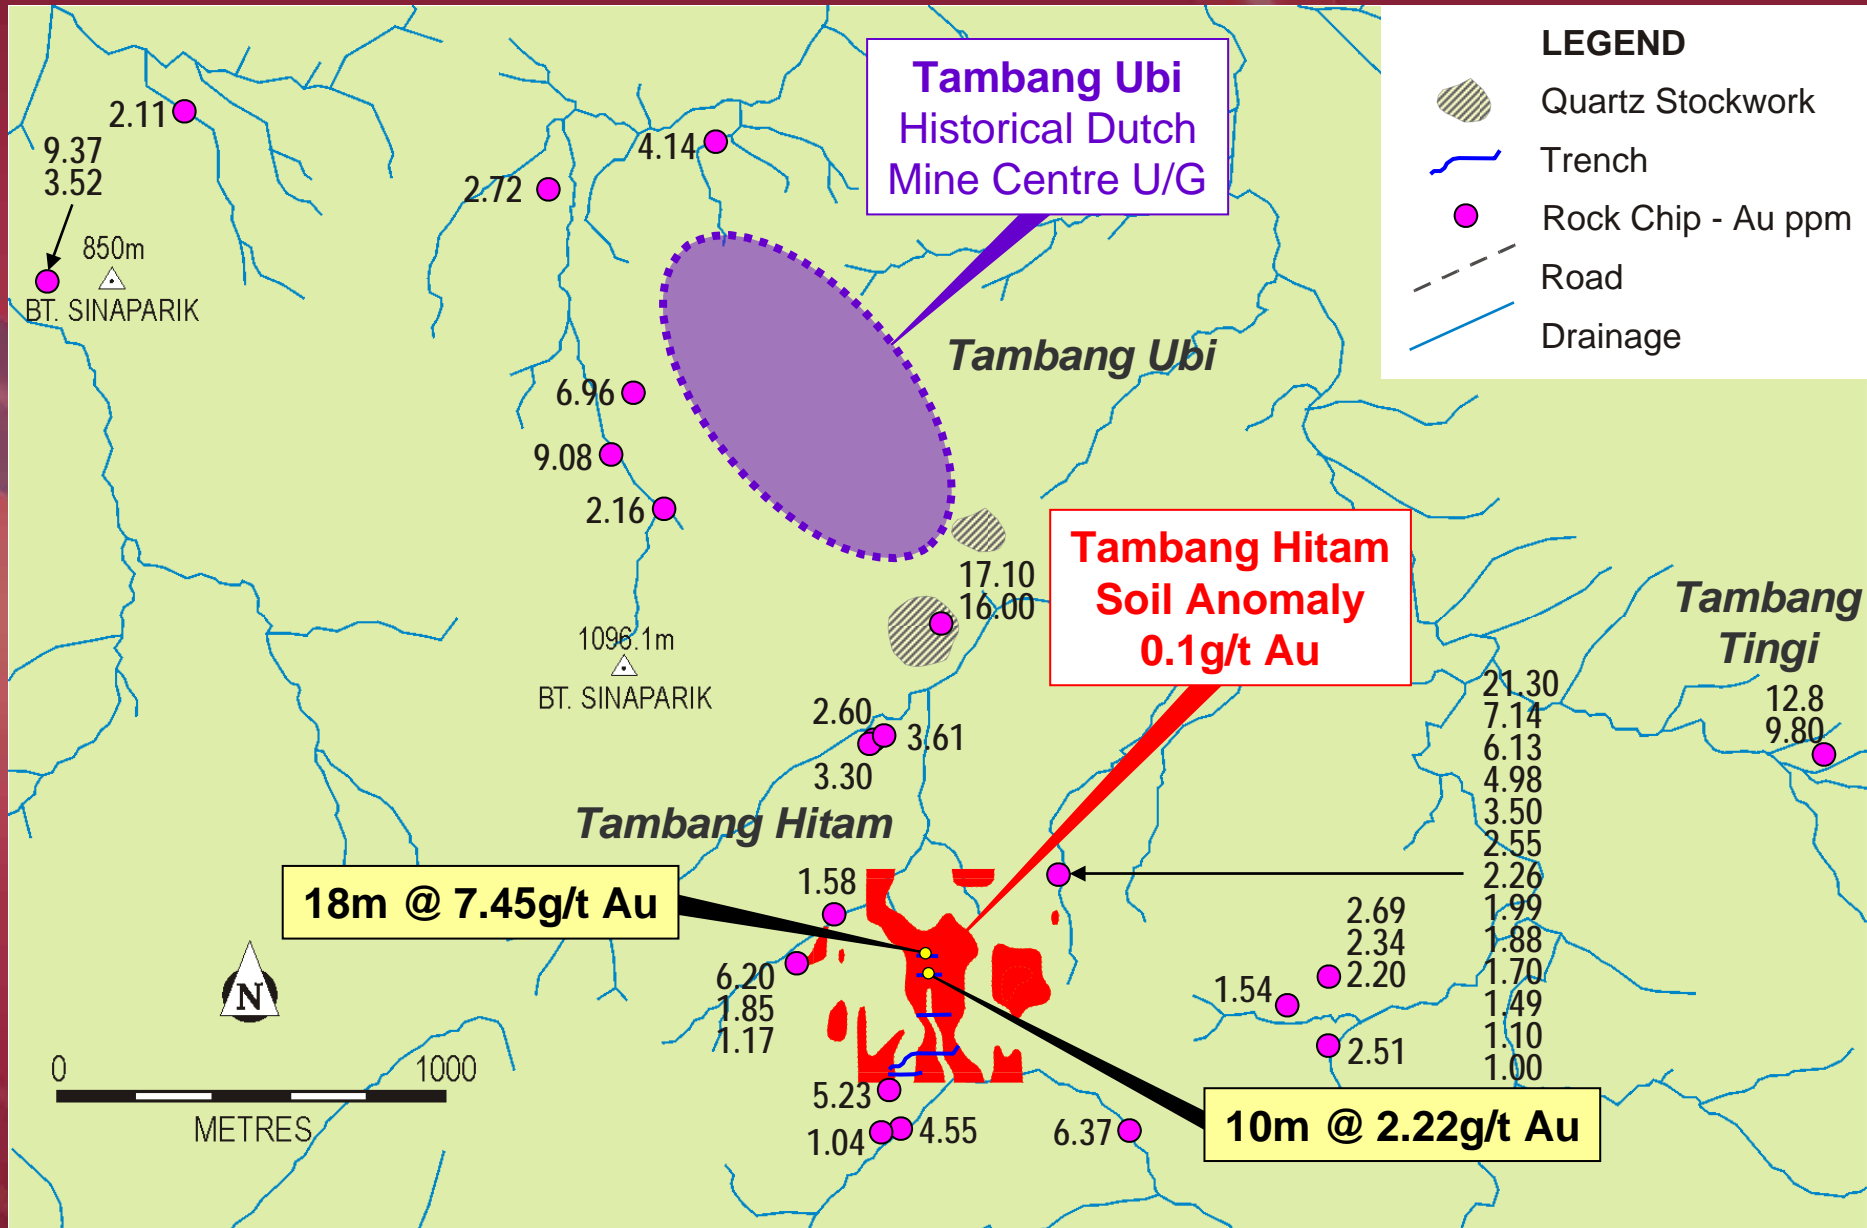 LEGEND
Quartz Stockwork
Trench
Rock Chip - Au ppm
Road
Drainage
Tambang Ubi
Historical Dutch
Mine Centre U/G
2.11
9.37
3.52
850m
BT. SINAPARIK
4.14
2.72
Tambang Ubi
6.96
9.08
2.16
17.10
16.00
Tambang Hitam
Soil Anomaly
0.1g/t Au
Tambang
Tingi
12.8
9.80
1096.1m
BT. SINAPARIK
2.60
3.61
3.30
21.30
7.14
6.13
4.98
3.50
2.55
2.26
1.99
1.88
1.70
1.49
1.10
1.00
Tambang Hitam
18m @ 7.45g/t Au
1.58
6.20
1.85
1.17
2.69
2.34
2.20
1.54
2.51
N
0
1000
METRES
5.23
1.04
4.55
6.37
10m @ 2.22g/t Au